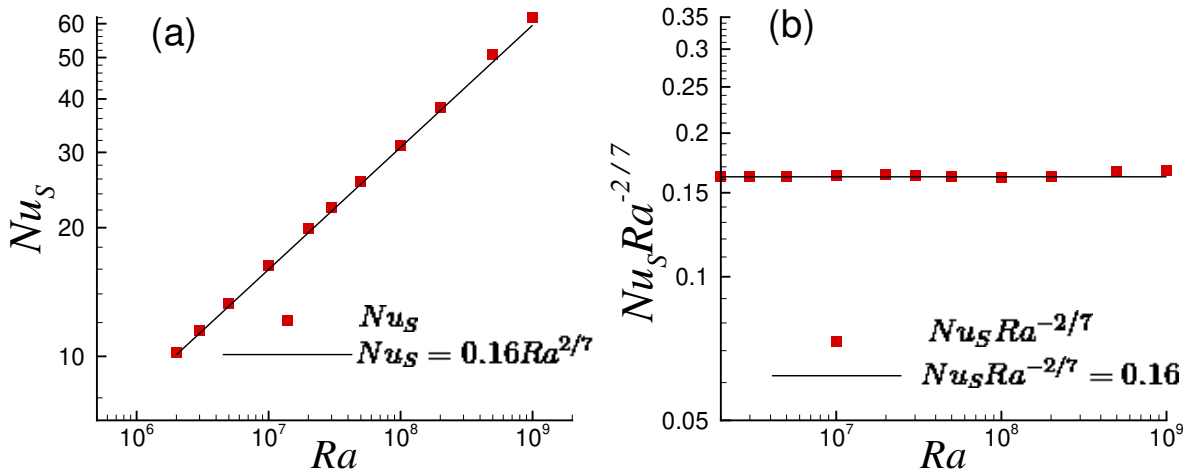 (a)
60
50
40
30
20
10
Nu_S
Nu_S
Nu_S = 0.16Ra^{2/7}
10^6
10^7
10^8
10^9
Ra
(b)
0.35
0.3
0.2
0.15
0.1
0.05
Nu_S Ra^{-2/7}
Nu_S Ra^{-2/7}
Nu_S Ra^{-2/7} = 0.16
10^7
10^8
10^9
Ra